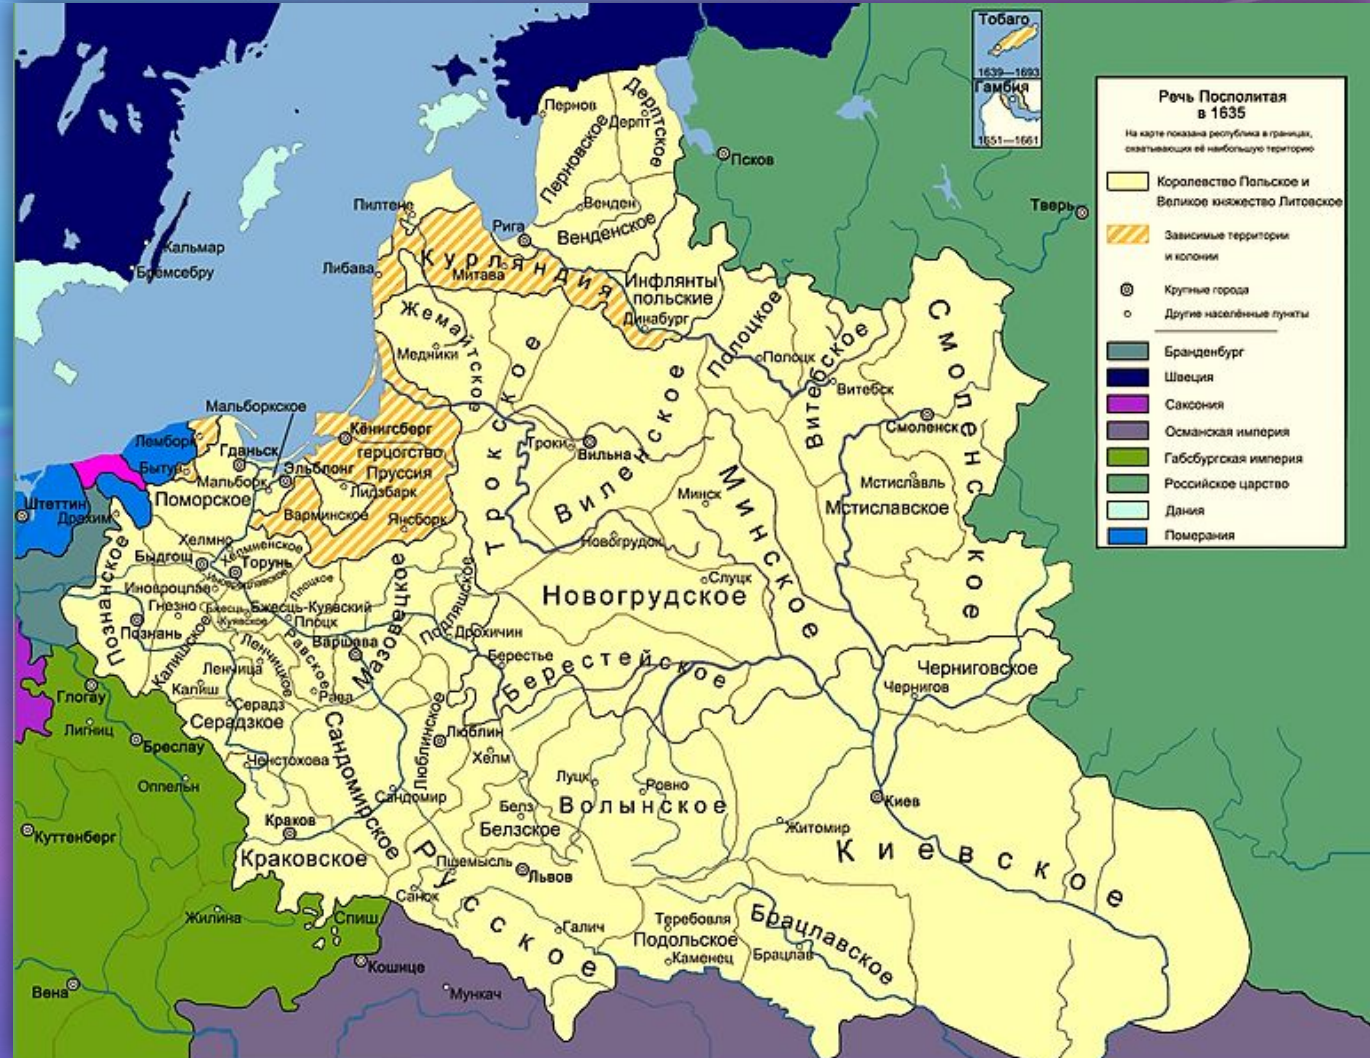 Тобаго
1639—1693
Гамбия
1651—1661
Речь Посполитая
в 1635
На карте показана республика в границах,
охватывающих её наибольшую територию
Королевство Польское и
Великое княжество Литовское
Зависимые территории
и колонии
Крупные города
Другие населённые пункты
Бранденбург
Швеция
Саксония
Османская империя
Габсбургская империя
Российское царство
Дания
Померания
Пернов
Дерпт
Дерптское
Перновское
Псков
Венден
Венденское
Тверь
Пилтене
Рига
Кальмар
Брёмсебру
Либава
Курляндия
Митава
Инфлянты
польские
Динабург
Жемайтское
Медники
Полоцкое
Полоцк
Витебское
Витебск
Смоленское
Смоленск
Мальборкское
Лемборк
Гданьск
Кёнигсберг
герцогство
Пруссия
Бытув
Эльблонг
Мальборк
Лидзбарк
Поморское
Варминское
Янсборк
Штеттин
Драхим
Троки
Вильна
Трокское
Виленское
Минск
Минское
Мстиславль
Мстиславское
Новогрудок
Слуцк
Новогрудское
Хелмно
Хелмненское
Быдгощ
Торунь
Иновроцлавское
Плоцкое
Иновроцлав
Гнезно
Бжесць-
Куявское
Бжесць-Куявский
Плоцк
Познанское
Познань
Калишское
Ленчицкое
Равское
Варшава
Мазовецкое
Подляшское
Дрохичин
Берестье
Берестейское
Черниговское
Чернигов
Ленчица
Калиш
Рава
Серадз
Серадзкое
Глогау
Лигниц
Бреслау
Оппельн
Ченстохова
Сандомирское
Сандомир
Люблинское
Люблин
Хелм
Луцк
Ровно
Волынское
Белз
Белзское
Киев
Житомир
Киевское
Куттенберг
Краков
Краковское
Пшемысль
Львов
Санок
Русское
Галич
Теребовля
Подольское
Каменец
Брацлавское
Брацлав
Жилина
Спиш
Кошице
Мункач
Вена